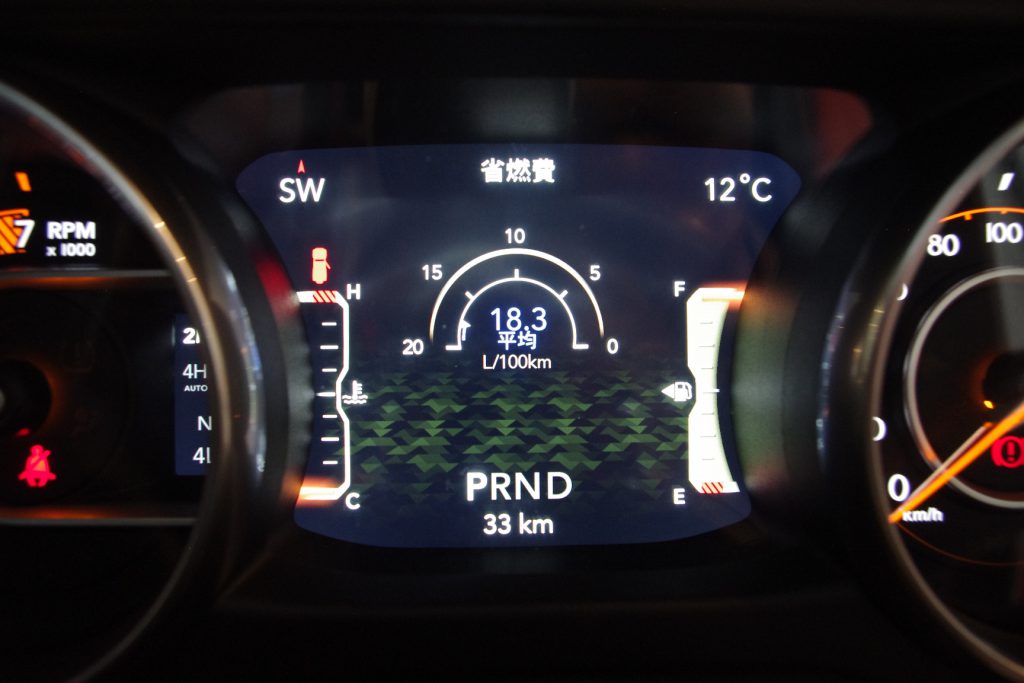 SW
省燃費
12°C
7
RPM
x 1000
80
100
10
15
5
H
F
18.3
平均
20
0
L/100km
4H
AUTO
N
PRND
C
E
0
km/h
33 km